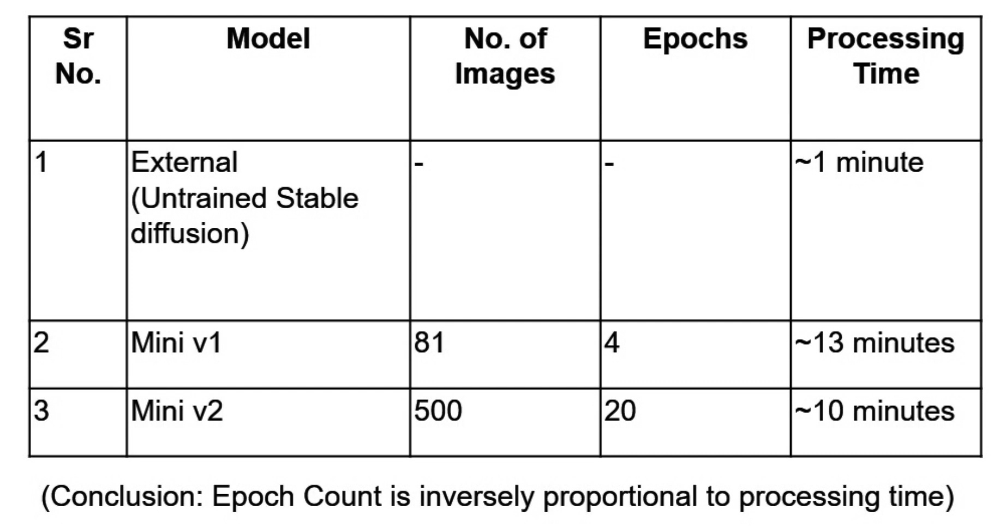 Sr No. Model No. of Images Epochs Processing Time
1 External (Untrained Stable diffusion) - - ~1 minute
2 Mini v1 81 4 ~13 minutes
3 Mini v2 500 20 ~10 minutes
(Conclusion: Epoch Count is inversely proportional to processing time)